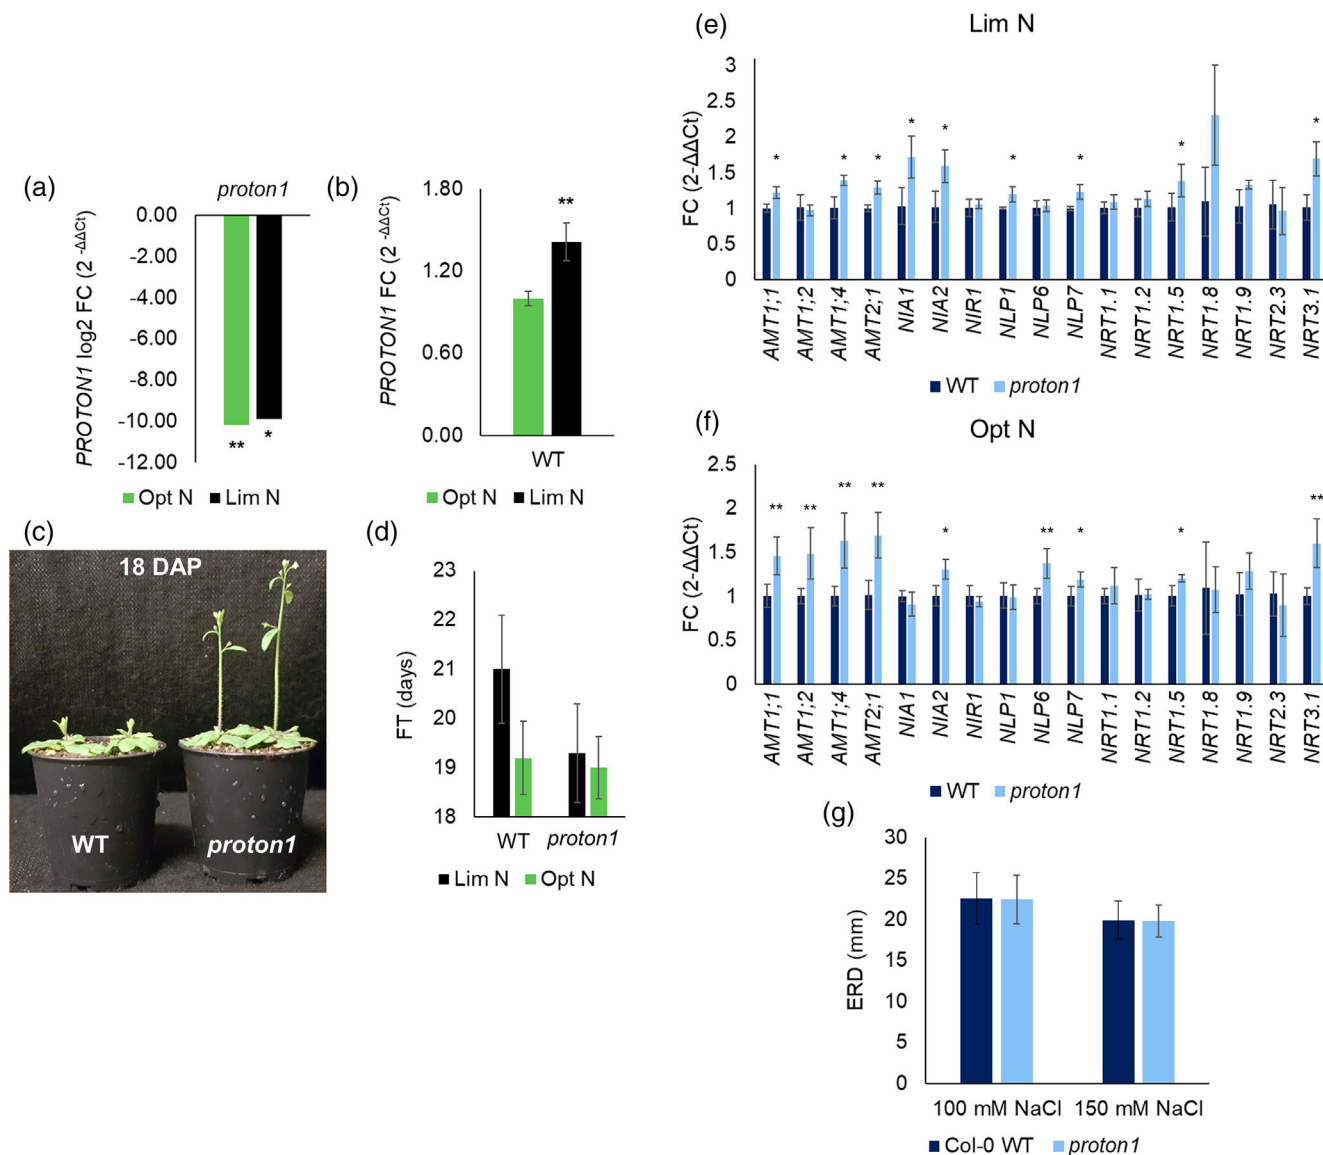 (a)
proton1
PROTON1 log2 FC (2 -ΔΔCt)
0.00
-2.00
-4.00
-6.00
-8.00
-10.00
-12.00
**
*
Opt N Lim N
(b)
PROTON1 FC (2 -ΔΔCt)
1.80
1.20
0.60
0.00
**
WT
Opt N Lim N
(c)
18 DAP
WT
proton1
(d)
FT (days)
23
22
21
20
19
18
WT proton1
Lim N Opt N
(e)
Lim N
FC (2-ΔΔCt)
3
2.5
2
1.5
1
0.5
0
* * * * * * * * *
AMT1;1 AMT1;2 AMT1;4 AMT2;1 NIA1 NIA2 NIR1 NLP1 NLP6 NLP7 NRT1.1 NRT1.2 NRT1.5 NRT1.8 NRT1.9 NRT2.3 NRT3.1
WT proton1
(f)
Opt N
FC (2-ΔΔCt)
2.5
2
1.5
1
0.5
0
** ** ** ** * ** * * **
AMT1;1 AMT1;2 AMT1;4 AMT2;1 NIA1 NIA2 NIR1 NLP1 NLP6 NLP7 NRT1.1 NRT1.2 NRT1.5 NRT1.8 NRT1.9 NRT2.3 NRT3.1
WT proton1
(g)
ERD (mm)
30
25
20
15
10
5
0
100 mM NaCl 150 mM NaCl
Col-0 WT proton1